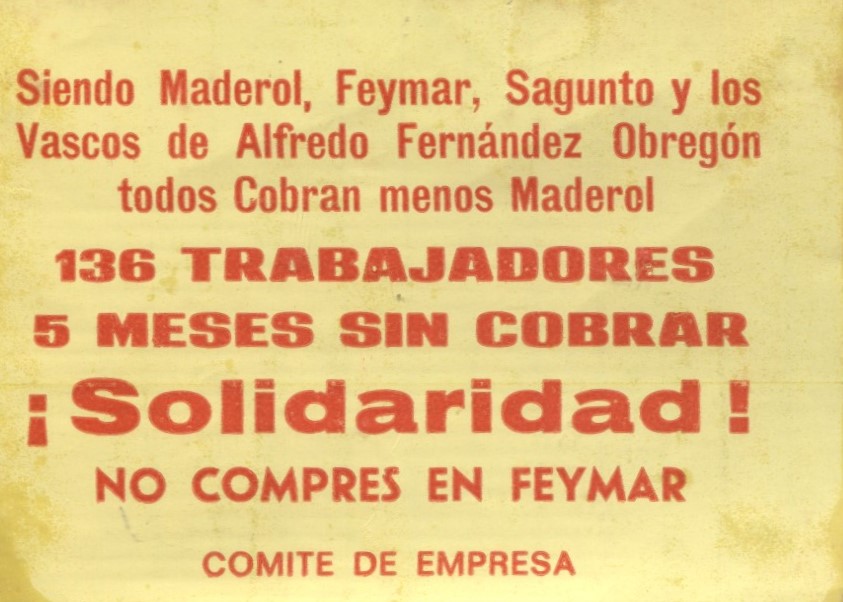 Siendo Maderol, Feymar, Sagunto y los
Vascos de Alfredo Fernández Obregón
todos Cobran menos Maderol
136 TRABAJADORES
5 MESES SIN COBRAR
¡Solidaridad!
NO COMPRES EN FEYMAR
COMITE DE EMPRESA